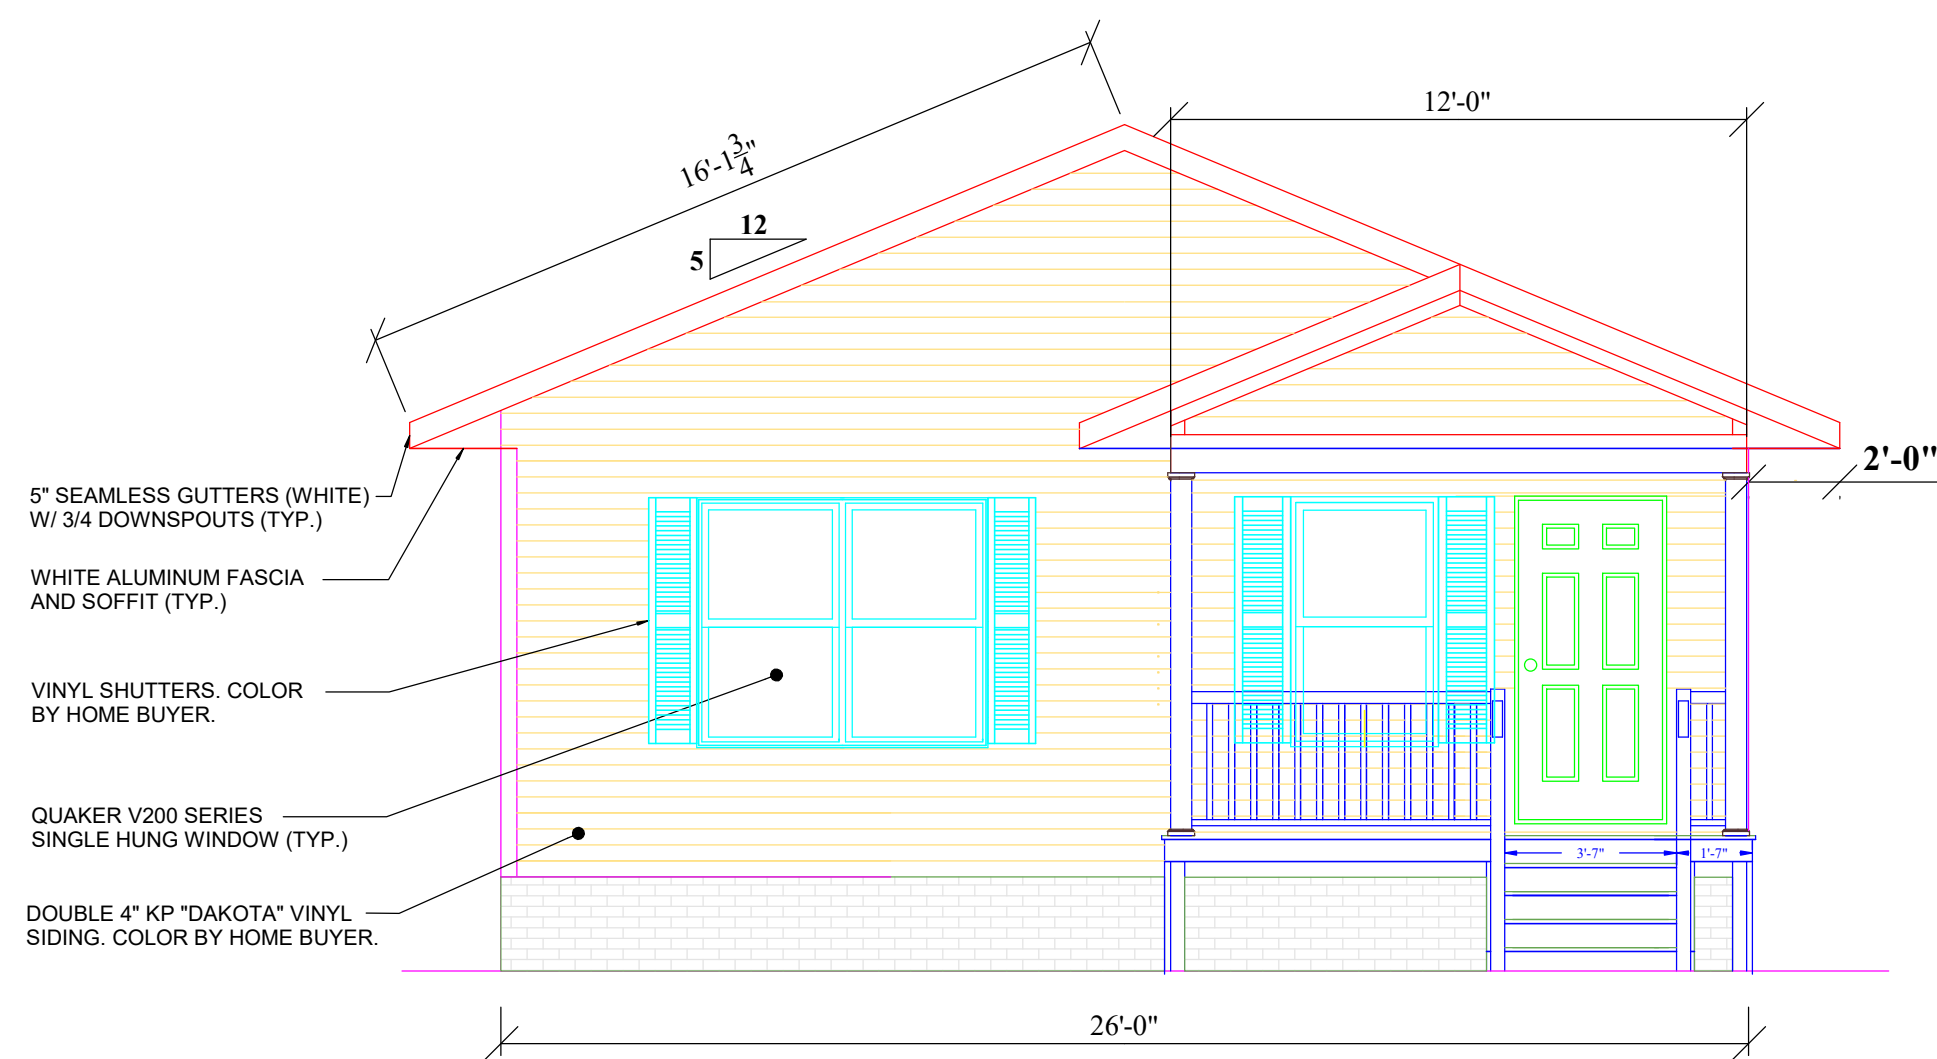 12'-0"
16'-1 3/4"
12
5
2'-0"
5" SEAMLESS GUTTERS (WHITE)
W/ 3/4 DOWNSPOUTS (TYP.)
WHITE ALUMINUM FASCIA
AND SOFFIT (TYP.)
VINYL SHUTTERS. COLOR
BY HOME BUYER.
QUAKER V200 SERIES
SINGLE HUNG WINDOW (TYP.)
3'-7"
1'-7"
DOUBLE 4" KP "DAKOTA" VINYL
SIDING. COLOR BY HOME BUYER.
26'-0"